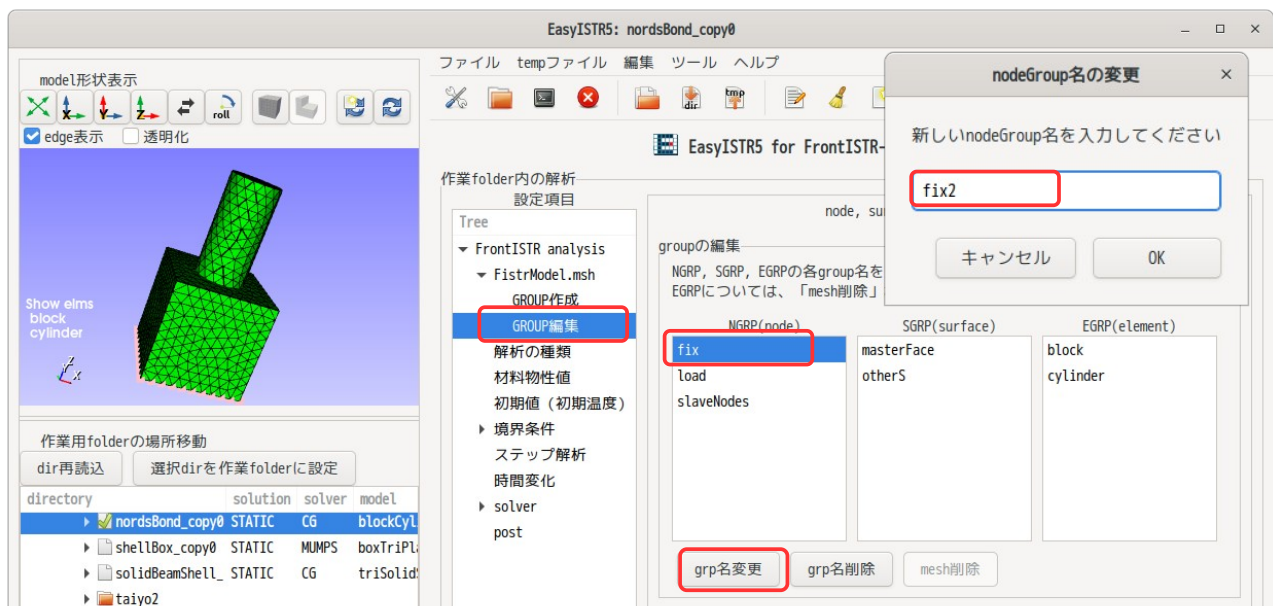 EasyISTR5: nordsBond_copy0
model形状表示
roll
edge表示 透明化
Show elms
block
cylinder
Z
X
作業用folderの場所移動
dir再読込 選択dirを作業folderに設定
directory solution solver model
nordsBond_copy0 STATIC CG blockCyl
shellBox_copy0 STATIC MUMPS boxTriPl
solidBeamShell_ STATIC CG triSolid
taiyo2
ファイル tempファイル 編集 ツール ヘルプ
dir tmp
EasyISTR5 for FrontISTR-
作業folder内の解析
設定項目
Tree
FrontISTR analysis
FistrModel.msh
GROUP作成
GROUP編集
解析の種類
材料物性値
初期値 (初期温度)
境界条件
ステップ解析
時間変化
solver
post
node, su
groupの編集
NGRP, SGRP, EGRPの各group名を
EGRPについては、「mesh削除」
NGRP(node) SGRP(surface) EGRP(element)
fix masterFace block
load otherS cylinder
slaveNodes
grp名変更 grp名削除 mesh削除
nodeGroup名の変更
新しいnodeGroup名を入力してください
fix2
キャンセル OK